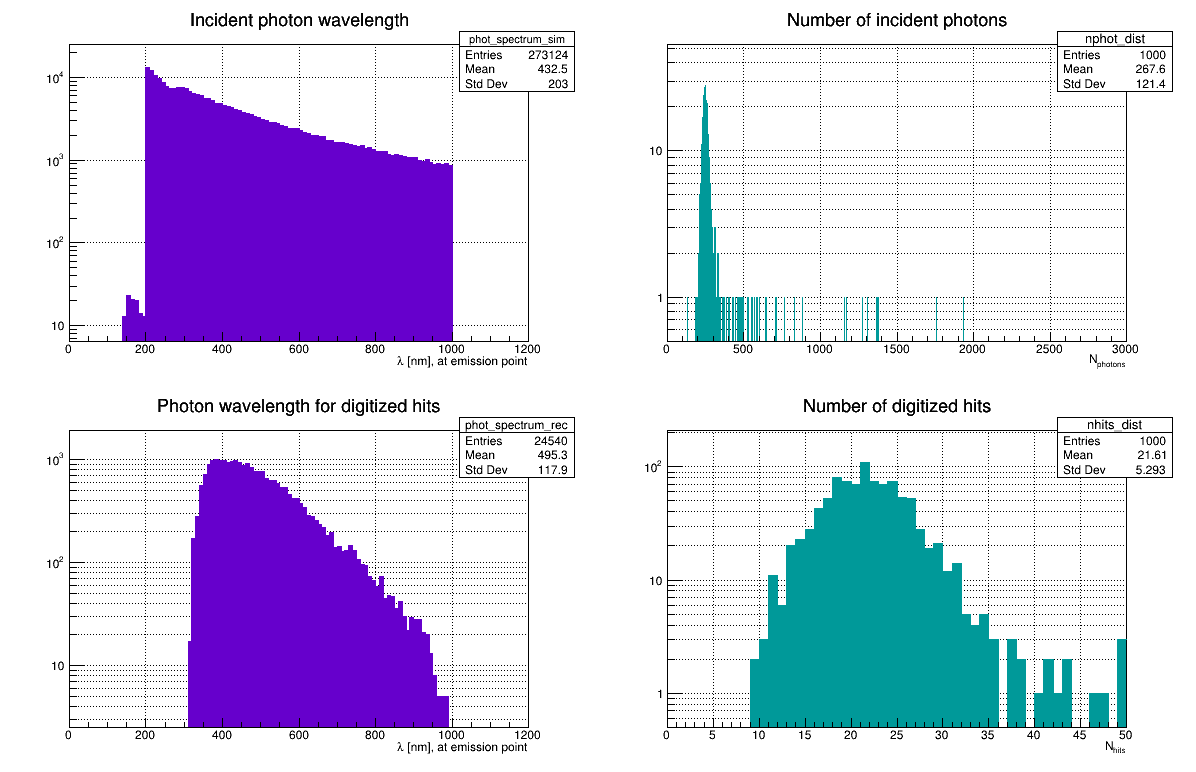 Incident photon wavelength
phot_spectrum_sim
Entries 273124
Mean 432.5
Std Dev 203
10^4
10^3
10^2
10
0 200 400 600 800 1000 1200
λ [nm], at emission point
Number of incident photons
nphot_dist
Entries 1000
Mean 267.6
Std Dev 121.4
10
1
0 500 1000 1500 2000 2500 3000
N_photons
Photon wavelength for digitized hits
phot_spectrum_rec
Entries 24540
Mean 495.3
Std Dev 117.9
10^3
10^2
10
0 200 400 600 800 1000 1200
λ [nm], at emission point
Number of digitized hits
nhits_dist
Entries 1000
Mean 21.61
Std Dev 5.293
10^2
10
1
0 5 10 15 20 25 30 35 40 45 50
N_hits